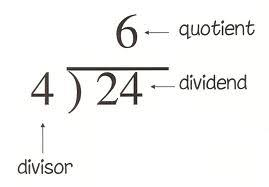 6 quotient
4 ) 24 dividend
divisor